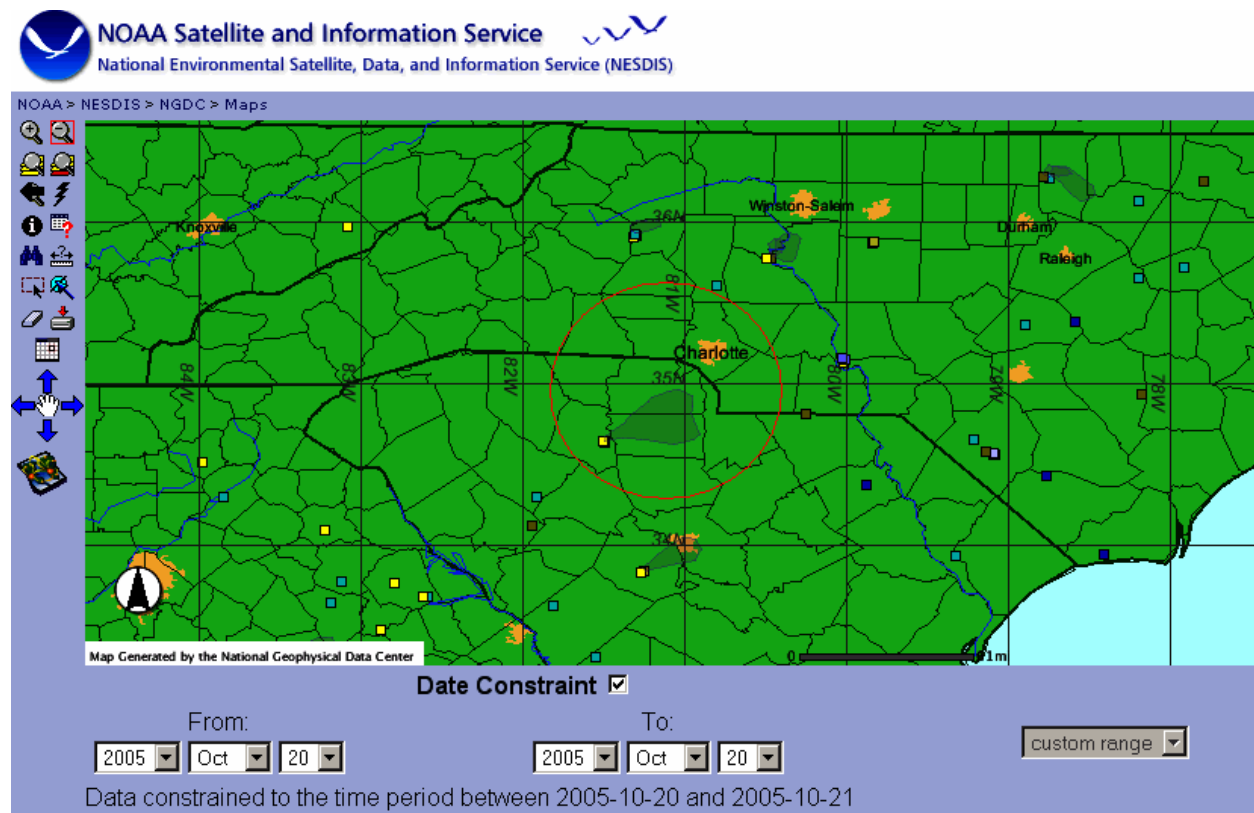 NOAA Satellite and Information Service
National Environmental Satellite, Data, and Information Service (NESDIS)
NOAA > NESDIS > NGDC > Maps
Knoxville
36N
Winston-Salem
Durham
Raleigh
81W
Charlotte
84W
83W
82W
35N
80W
79W
78W
34N
Map Generated by the National Geophysical Data Center
0
Date Constraint
From:
To:
2005 Oct 20
2005 Oct 20
custom range
Data constrained to the time period between 2005-10-20 and 2005-10-21